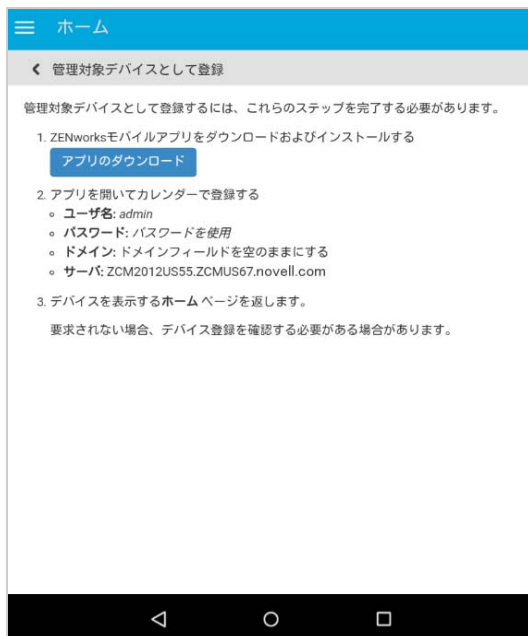 ホーム
管理対象デバイスとして登録
管理対象デバイスとして登録するには、これらのステップを完了する必要があります。
1. ZENworksモバイルアプリをダウンロードおよびインストールする
アプリのダウンロード
2. アプリを開いてカレンダーで登録する
ユーザ名: admin
パスワード: パスワードを使用
ドメイン: ドメインフィールドを空のままにする
サーバ: ZCM2012US55.ZCMUS67.novell.com
3. デバイスを表示するホーム ページを返します。
要求されない場合、デバイス登録を確認する必要がある場合があります。